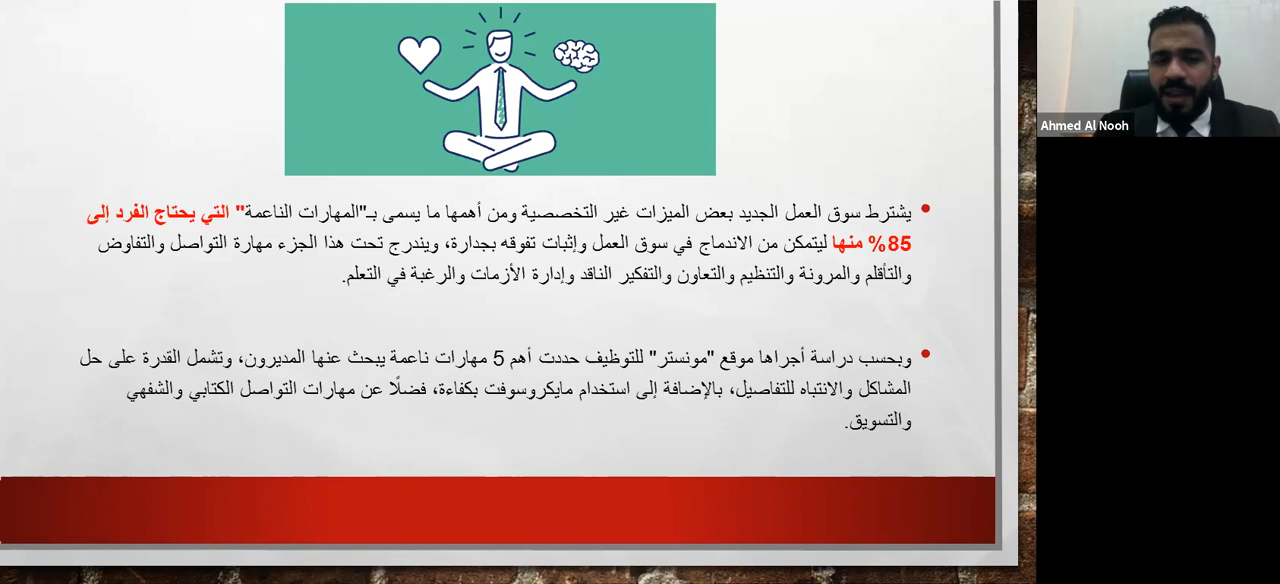 يشترط سوق العمل الجديد بعض الميزات غير التخصصية ومن أهمها ما يسمى بـ"المهارات الناعمة" التي يحتاج الفرد إلى
85% منها ليتمكن من الاندماج في سوق العمل وإثبات تفوقه بجدارة، ويندرج تحت هذا الجزء مهارة التواصل والتفاوض
والتأقلم والمرونة والتنظيم والتعاون والتفكير الناقد وإدارة الأزمات والرغبة في التعلم.
وبحسب دراسة أجراها موقع "مونستر" للتوظيف حددت أهم 5 مهارات ناعمة يبحث عنها المديرون، وتشمل القدرة على حل
المشاكل والانتباه للتفاصيل، بالإضافة إلى استخدام مايكروسوفت بكفاءة، فضلًا عن مهارات التواصل الكتابي والشفهي
والتسويق.
Ahmed Al Nooh